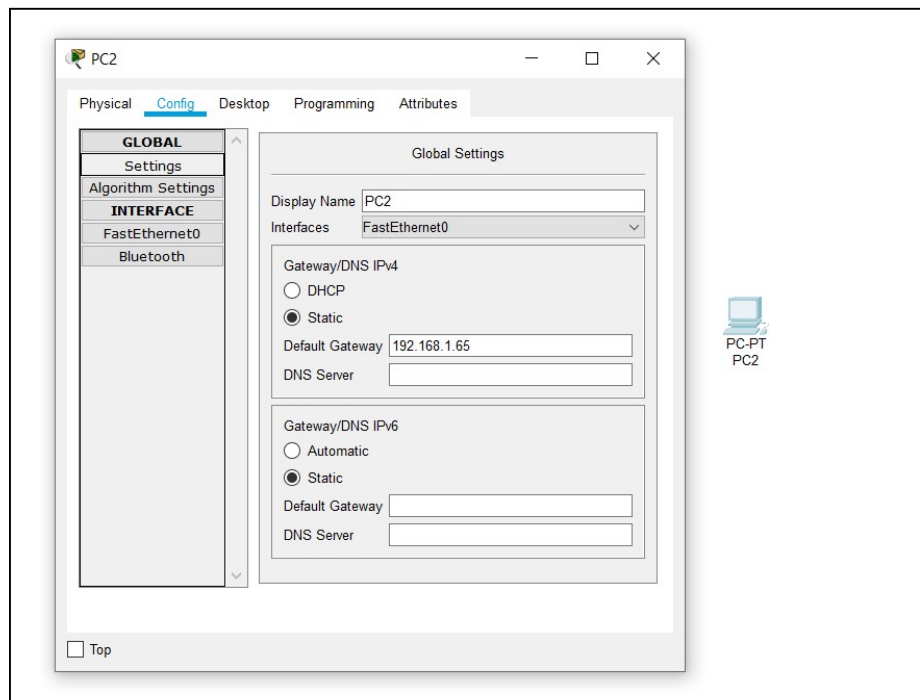 PC2
Physical Config Desktop Programming Attributes
GLOBAL
Settings
Algorithm Settings
INTERFACE
FastEthernet0
Bluetooth
Global Settings
Display Name PC2
Interfaces FastEthernet0
Gateway/DNS IPv4
DHCP
Static
Default Gateway 192.168.1.65
DNS Server
Gateway/DNS IPv6
Automatic
Static
Default Gateway
DNS Server
Top
PC-PT
PC2